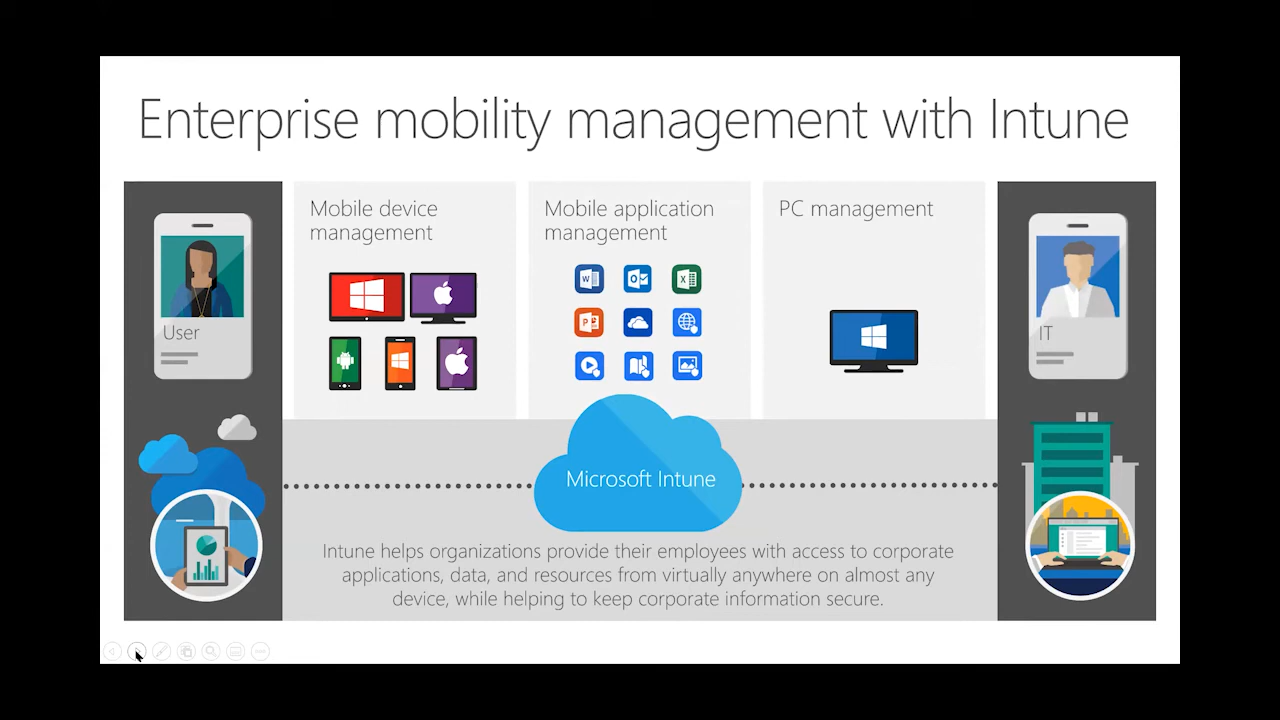 Enterprise mobility management with Intune
User
Mobile device
management
Mobile application
management
PC management
IT
Microsoft Intune
Intune helps organizations provide their employees with access to corporate
applications, data, and resources from virtually anywhere on almost any
device, while helping to keep corporate information secure.